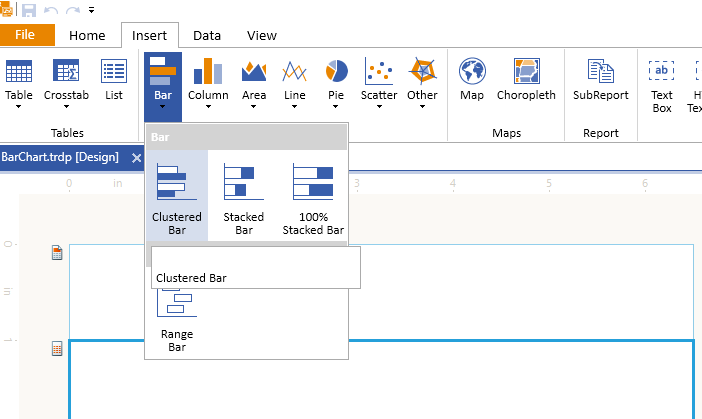 File Home Insert Data View
Table Crosstab List Bar Column Area Line Pie Scatter Other Map Choropleth SubReport Text
Box
Tables Maps Report
Bar
BarChart.trdp [Design]
0 in 3 4 5 6
Clustered
Bar
Stacked
Bar
100%
Stacked Bar
0
Clustered Bar
in
Range
Bar
1